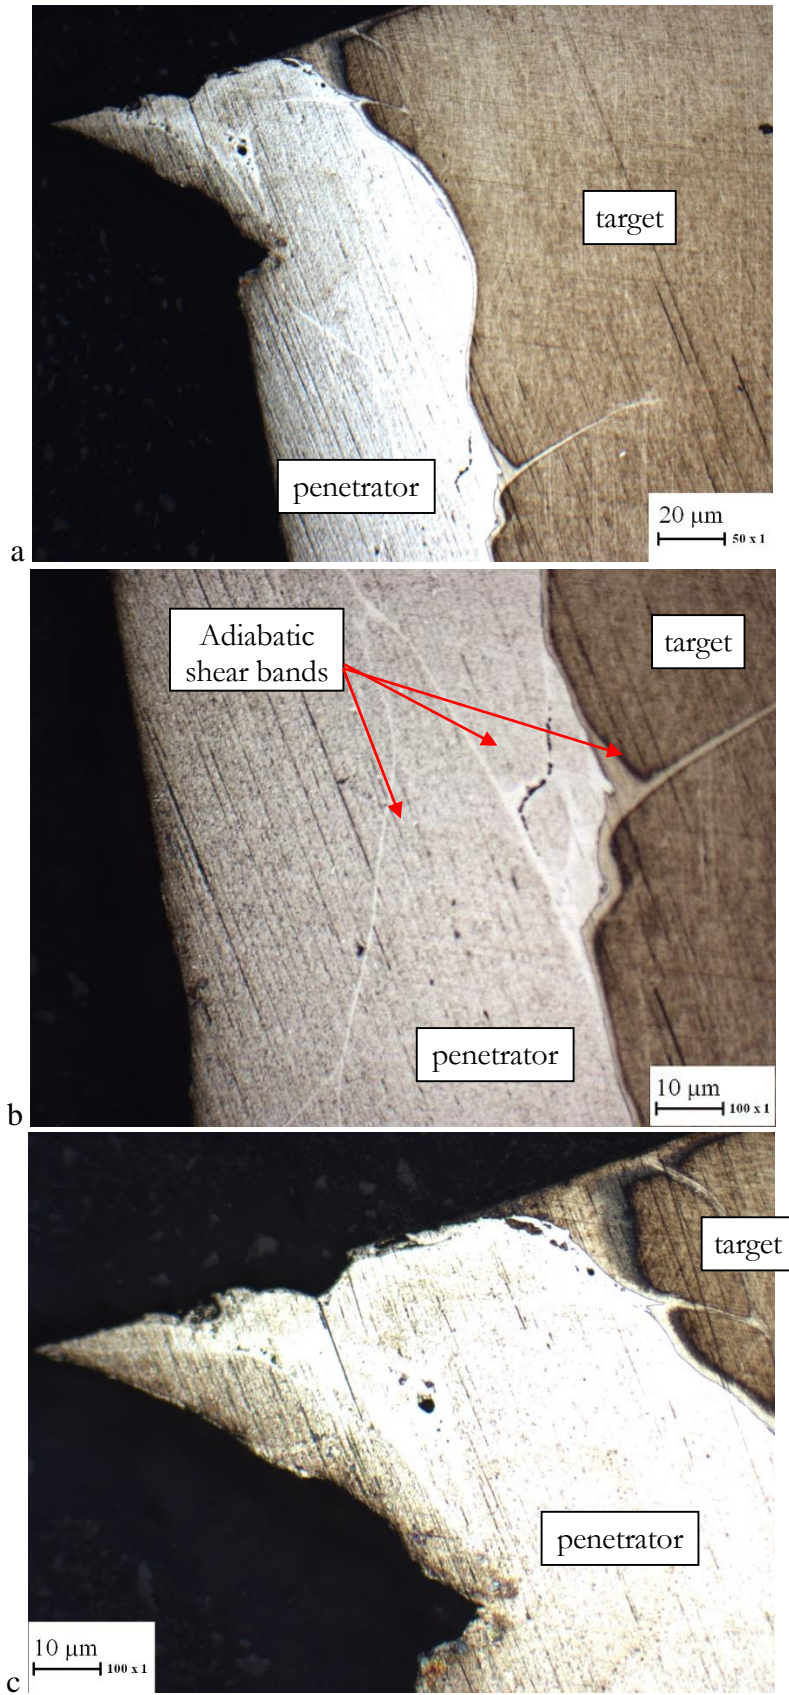 target
penetrator
20 μm
50 x 1
a
Adiabatic
shear bands
target
penetrator
10 μm
100 x 1
b
target
penetrator
10 μm
100 x 1
c